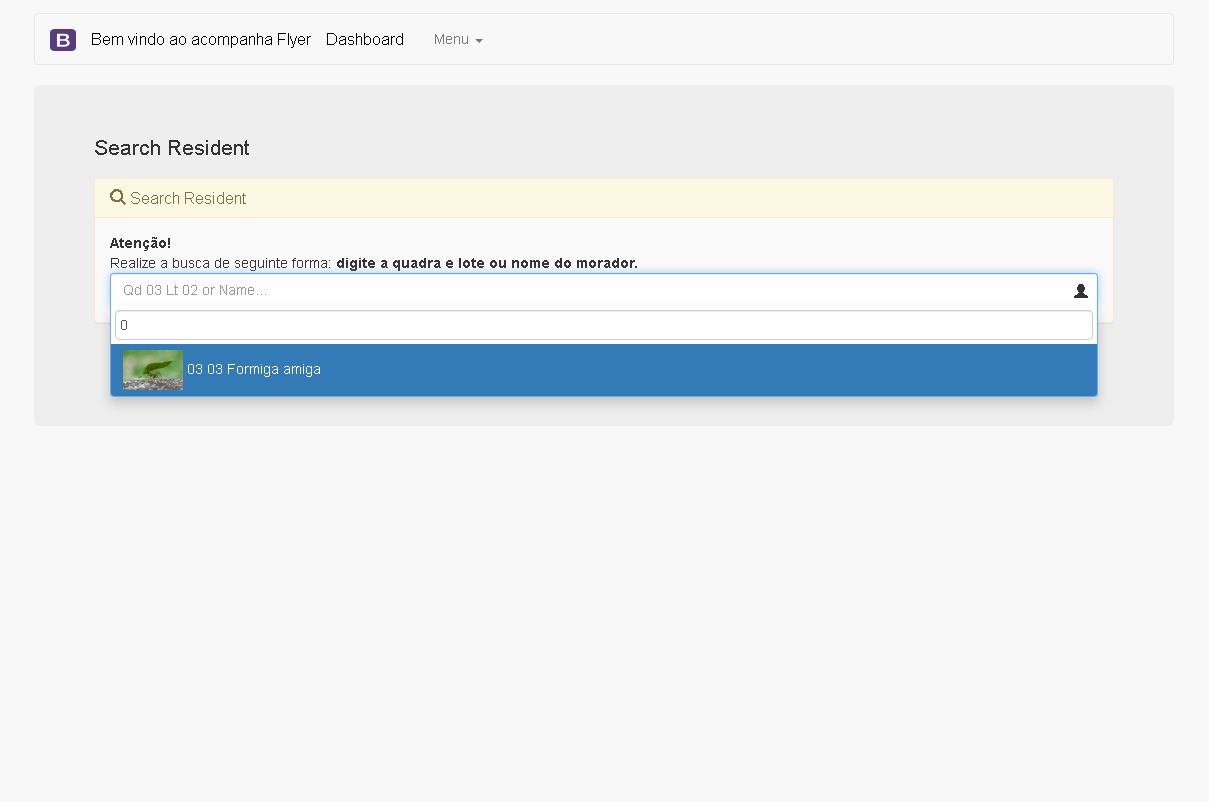 B Bem vindo ao acompanha Flyer Dashboard Menu
Search Resident
Search Resident
Atenção!
Realize a busca de seguinte forma: digite a quadra e lote ou nome do morador.
Qd 03 Lt 02 or Name...
0
03 03 Formiga amiga